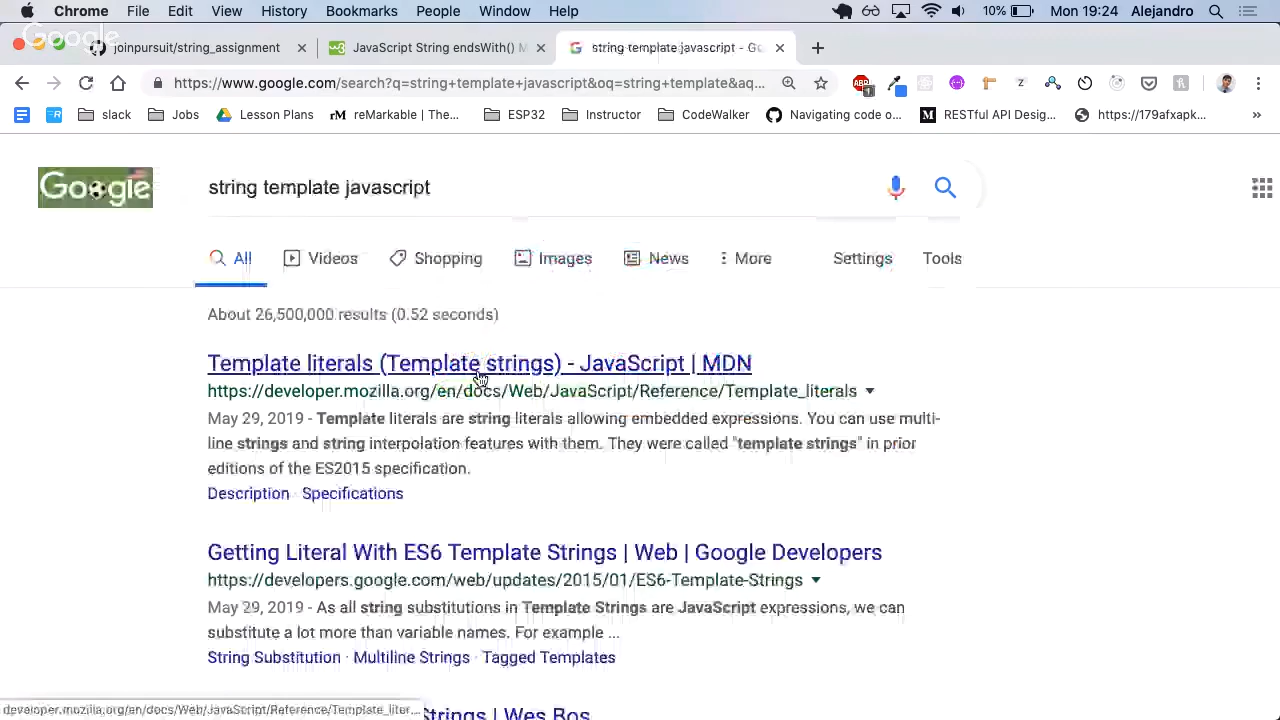 Chrome File Edit View History Bookmarks People Window Help 10% Mon 19:24 Alejandro
Google
joinpursuit/string_assignment
JavaScript String endsWith() M
string template javascript - Go
https://www.google.com/search?q=string+template+javascript&oq=string+template&aq...
slack Jobs Lesson Plans rM reMarkable | The... ESP32 Instructor CodeWalker Navigating code o... RESTful API Desig... https://179afxapk... »
Google
string template javascript
All Videos Shopping Images News More Settings Tools
About 26,500,000 results (0.52 seconds)
Template literals (Template strings) - JavaScript | MDN
https://developer.mozilla.org/en/docs/Web/JavaScript/Reference/Template_literals
May 29, 2019 - Template literals are string literals allowing embedded expressions. You can use multi-
line strings and string interpolation features with them. They were called "template strings" in prior
editions of the ES2015 specification.
Description · Specifications
Getting Literal With ES6 Template Strings | Web | Google Developers
https://developers.google.com/web/updates/2015/01/ES6-Template-Strings
May 29, 2019 - As all string substitutions in Template Strings are JavaScript expressions, we can
substitute a lot more than variable names. For example ...
String Substitution · Multiline Strings · Tagged Templates
Strings | Wes Bos
developer.mozilla.org/en/docs/Web/JavaScript/Reference/Template_liter...